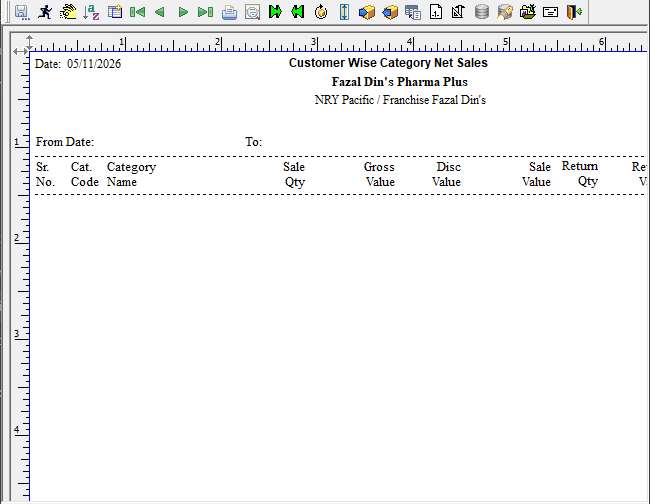 1 2 3 4 5 6
Date: 05/11/2026 Customer Wise Category Net Sales
Fazal Din's Pharma Plus
NRY Pacific / Franchise Fazal Din's
1 From Date: To:
Sr. Cat. Category Sale Gross Disc Sale Return Re
No. Code Name Qty Value Value Value Qty V
2
3
4